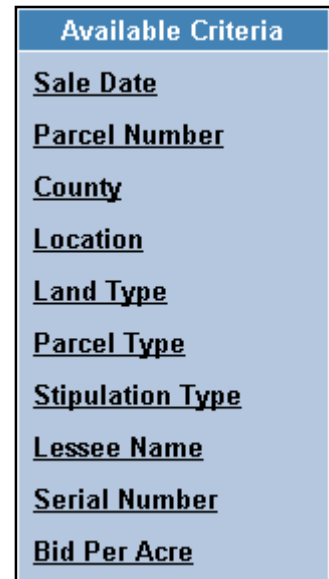 Available Criteria
Sale Date
Parcel Number
County
Location
Land Type
Parcel Type
Stipulation Type
Lessee Name
Serial Number
Bid Per Acre